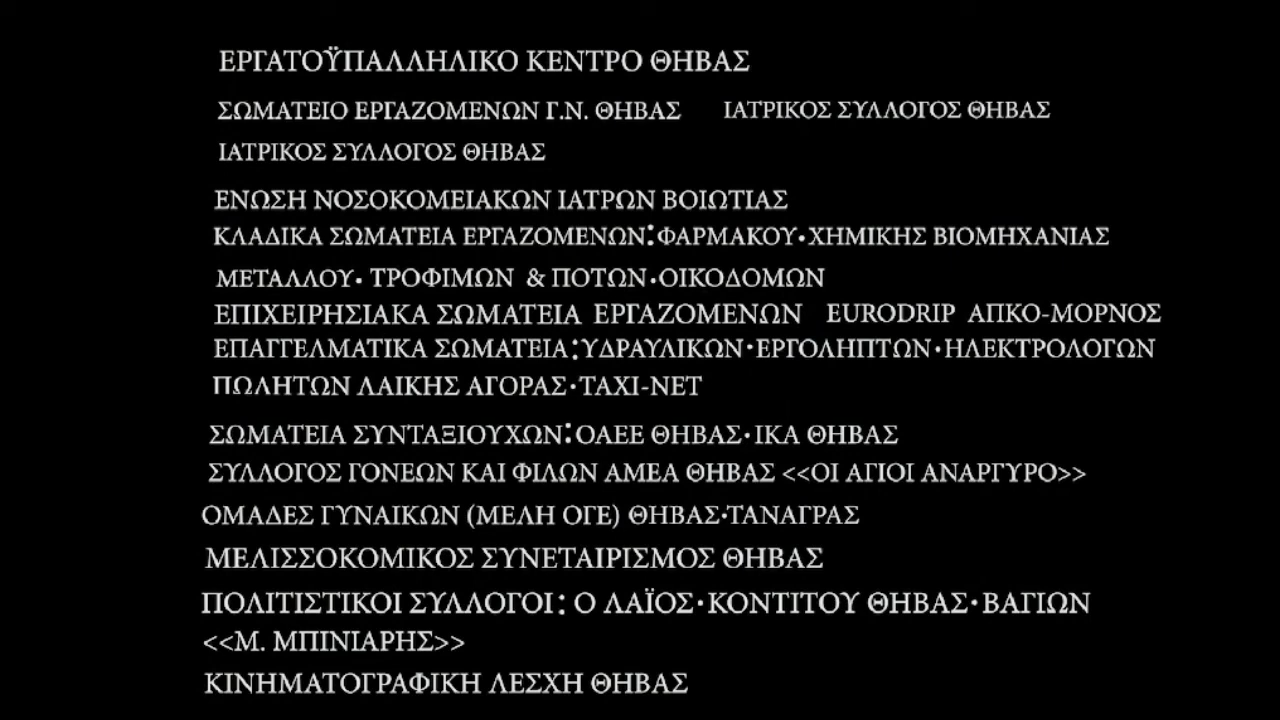 ΕΡΓΑΤΟΫΠΑΛΛΗΛΙΚΟ ΚΕΝΤΡΟ ΘΗΒΑΣ
ΣΩΜΑΤΕΙΟ ΕΡΓΑΖΟΜΕΝΩΝ Γ.Ν. ΘΗΒΑΣ ΙΑΤΡΙΚΟΣ ΣΥΛΛΟΓΟΣ ΘΗΒΑΣ
ΙΑΤΡΙΚΟΣ ΣΥΛΛΟΓΟΣ ΘΗΒΑΣ
ΕΝΩΣΗ ΝΟΣΟΚΟΜΕΙΑΚΩΝ ΙΑΤΡΩΝ ΒΟΙΩΤΙΑΣ
ΚΛΑΔΙΚΑ ΣΩΜΑΤΕΙΑ ΕΡΓΑΖΟΜΕΝΩΝ:ΦΑΡΜΑΚΟΥ·ΧΗΜΙΚΗΣ ΒΙΟΜΗΧΑΝΙΑΣ
ΜΕΤΑΛΛΟΥ· ΤΡΟΦΙΜΩΝ & ΠΟΤΩΝ·ΟΙΚΟΔΟΜΩΝ
ΕΠΙΧΕΙΡΗΣΙΑΚΑ ΣΩΜΑΤΕΙΑ ΕΡΓΑΖΟΜΕΝΩΝ EURODRIP ΑΠΚΟ-ΜΟΡΝΟΣ
ΕΠΑΓΓΕΛΜΑΤΙΚΑ ΣΩΜΑΤΕΙΑ:ΥΔΡΑΥΛΙΚΩΝ·ΕΡΓΟΛΗΠΤΩΝ·ΗΛΕΚΤΡΟΛΟΓΩΝ
ΠΩΛΗΤΩΝ ΛΑΙΚΗΣ ΑΓΟΡΑΣ·TAXI-NET
ΣΩΜΑΤΕΙΑ ΣΥΝΤΑΞΙΟΥΧΩΝ:ΟΑΕΕ ΘΗΒΑΣ·ΙΚΑ ΘΗΒΑΣ
ΣΥΛΛΟΓΟΣ ΓΟΝΕΩΝ ΚΑΙ ΦΙΛΩΝ ΑΜΕΑ ΘΗΒΑΣ <<ΟΙ ΑΓΙΟΙ ΑΝΑΡΓΥΡΟ>>
ΟΜΑΔΕΣ ΓΥΝΑΙΚΩΝ (ΜΕΛΗ ΟΓΕ) ΘΗΒΑΣ·ΤΑΝΑΓΡΑΣ
ΜΕΛΙΣΣΟΚΟΜΙΚΟΣ ΣΥΝΕΤΑΙΡΙΣΜΟΣ ΘΗΒΑΣ
ΠΟΛΙΤΙΣΤΙΚΟΙ ΣΥΛΛΟΓΟΙ: Ο ΛΑΪΟΣ·ΚΟΝΤΙΤΟΥ ΘΗΒΑΣ·ΒΑΓΙΩΝ
<<Μ. ΜΠΙΝΙΑΡΗΣ>>
ΚΙΝΗΜΑΤΟΓΡΑΦΙΚΗ ΛΕΣΧΗ ΘΗΒΑΣ